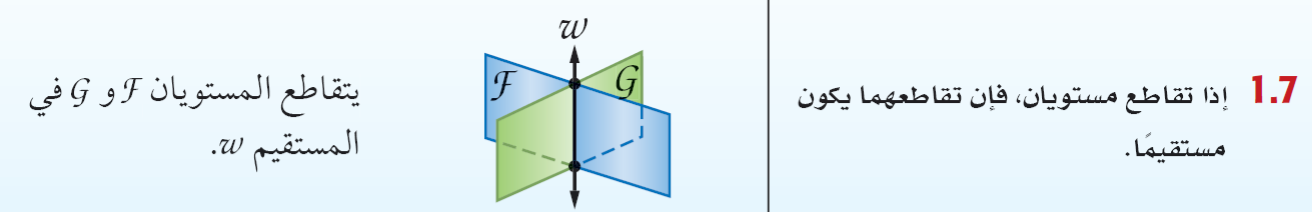 1.7 إذا تقاطع مستويان، فإن تقاطعهما يكون
مستقيمًا.
w
F
G
يتقاطع المستويان F و G في
المستقيم w.